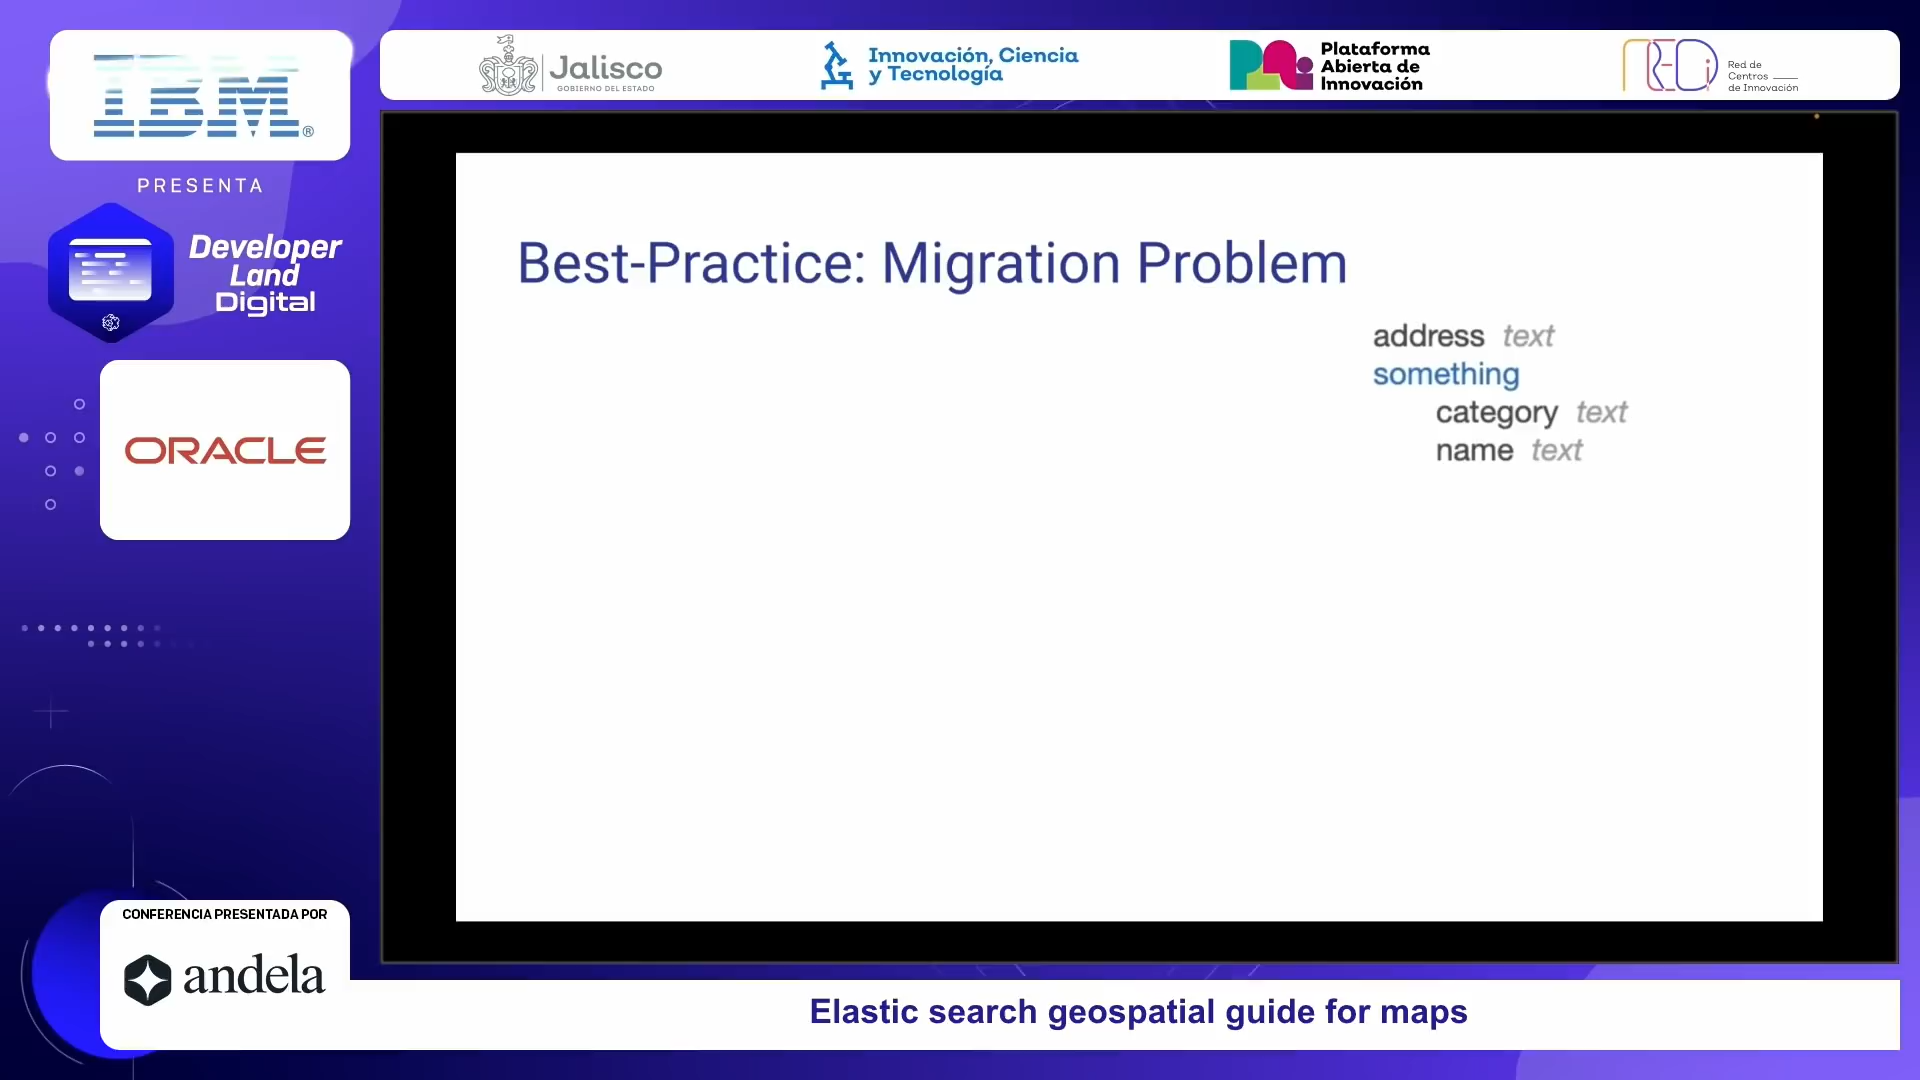 IBM®
PRESENTA
Developer
Land
Digital
ORACLE
CONFERENCIA PRESENTADA POR
andela
Jalisco
GOBIERNO DEL ESTADO
Innovación, Ciencia
y Tecnología
Plataforma
Abierta de
Innovación
REDi
Red de
Centros
de Innovación
Best-Practice: Migration Problem
address text
something
category text
name text
Elastic search geospatial guide for maps